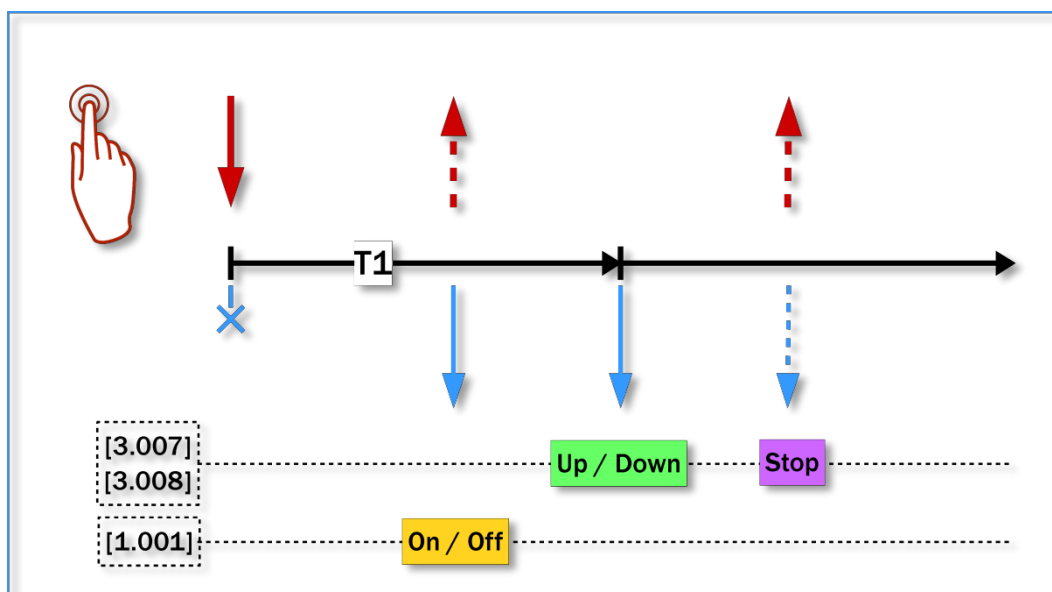 T1
[3.007]
[3.008]
Up / Down
Stop
[1.001]
On / Off